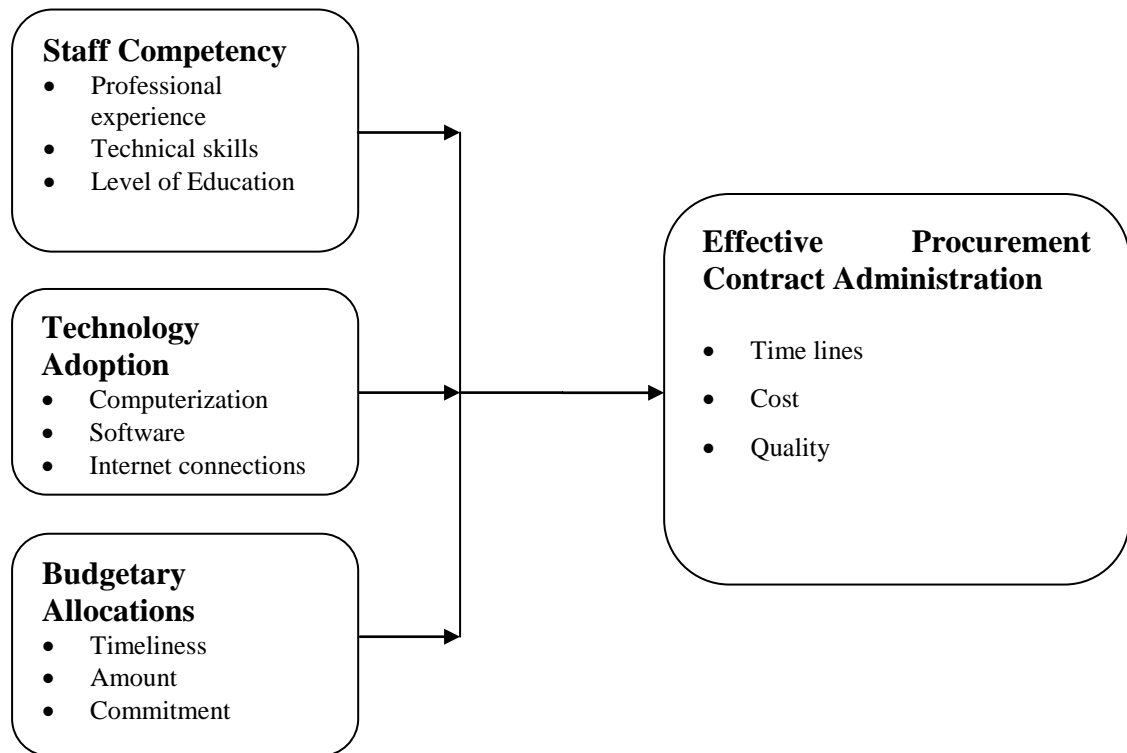 Staff Competency
• Professional
experience
• Technical skills
• Level of Education
Technology
Adoption
• Computerization
• Software
• Internet connections
Budgetary
Allocations
• Timeliness
• Amount
• Commitment
Effective Procurement
Contract Administration
• Time lines
• Cost
• Quality